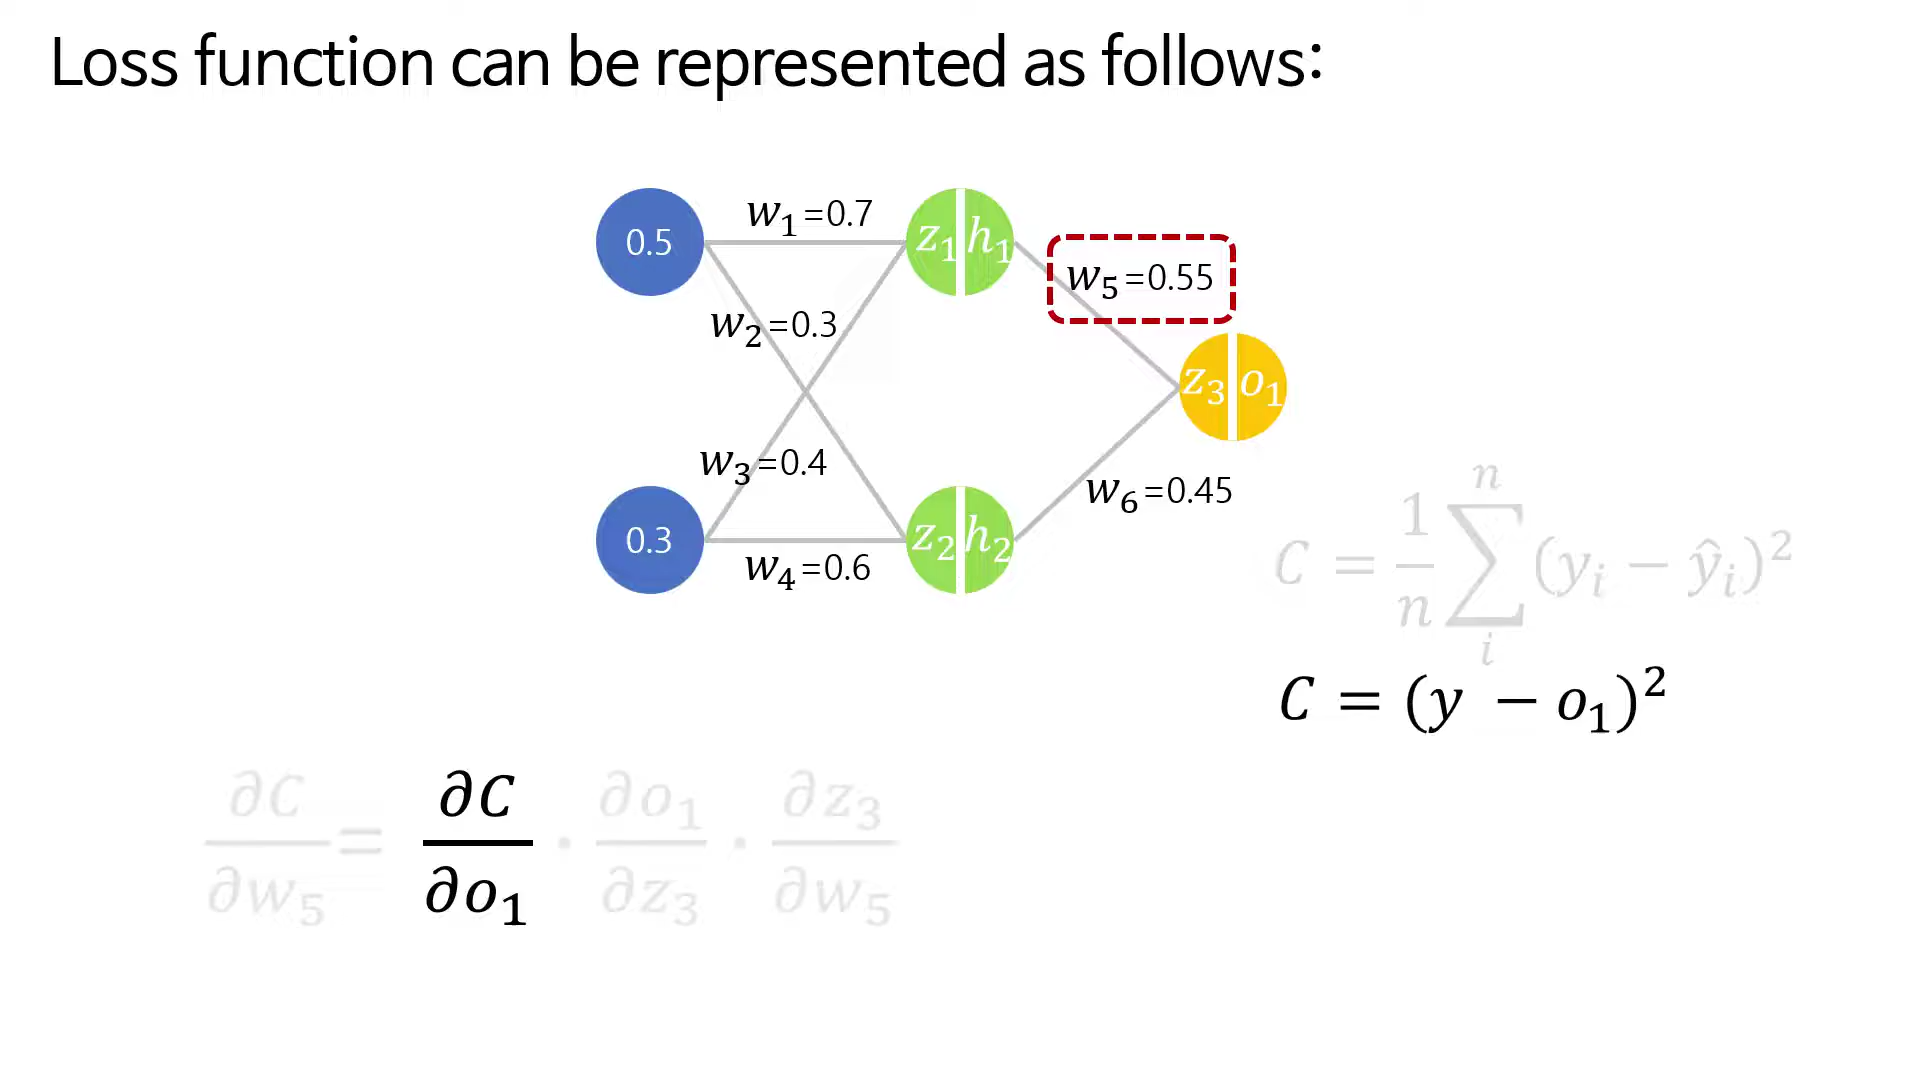 Loss function can be represented as follows:
0.5
w₁=0.7
z₁ h₁
w₅=0.55
w₂=0.3
z₃ o₁
w₃=0.4
w₆=0.45
0.3
w₄=0.6
z₂ h₂
C = 1/n ∑ᵢⁿ (yᵢ − ŷᵢ)²
C = (y − o₁)²
∂C/∂w₅ = ∂C/∂o₁ · ∂o₁/∂z₃ · ∂z₃/∂w₅